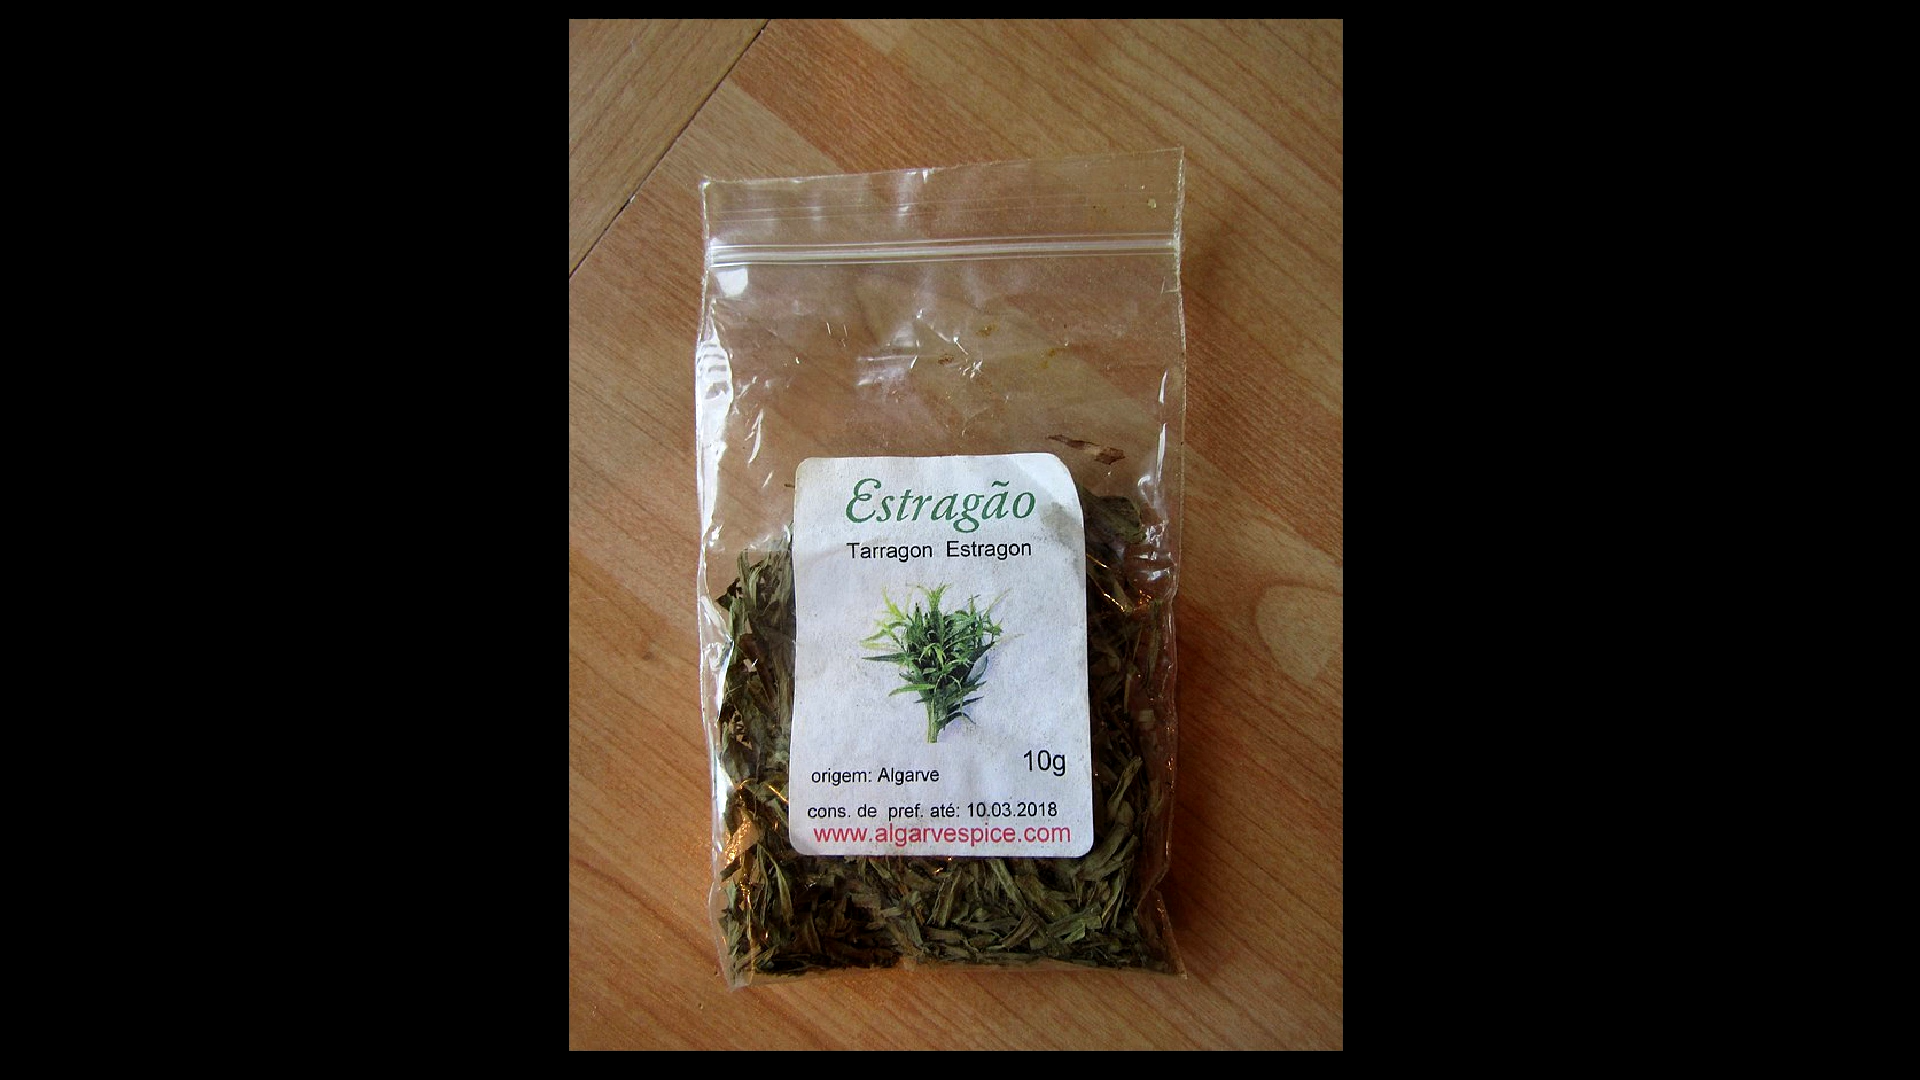 Estragão
Tarragon Estragon
10g
origem: Algarve
cons. de pref. até: 10.03.2018
www.algarvespice.com